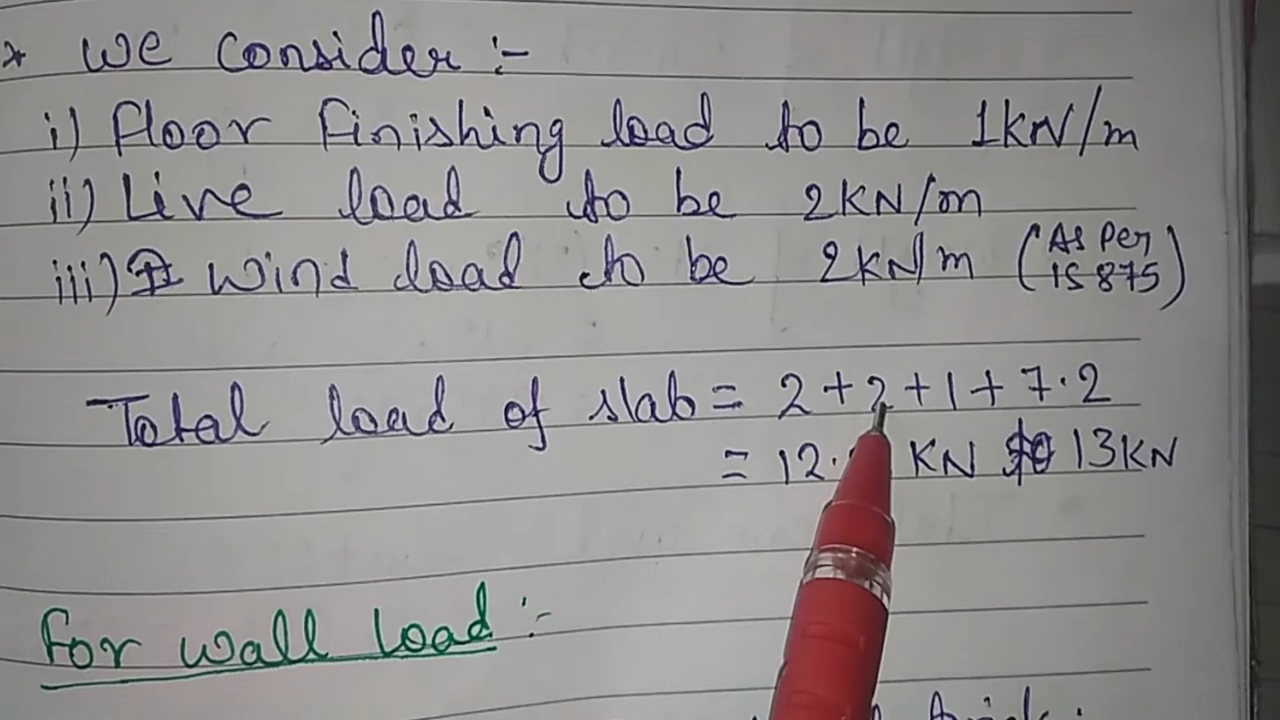 * We consider :-
i) Floor Finishing load to be 1kN/m
ii) Live load to be 2KN/m
iii) Wind load to be 2KN/m (As Per IS 875)
Total load of slab = 2+2+1+7.2
= 12. KN to 13KN
For wall load :-